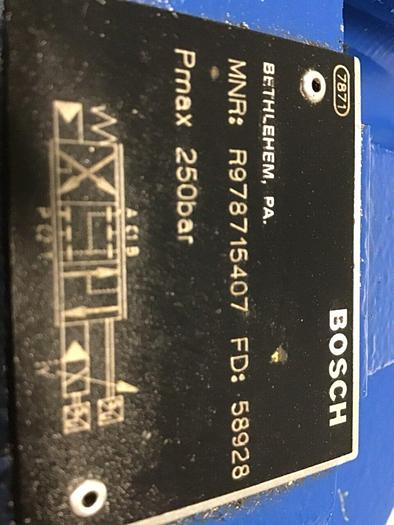 7871
BOSCH
BETHLEHEM, PA.
MNR: R978715407 FD: 58928
Pmax 250bar